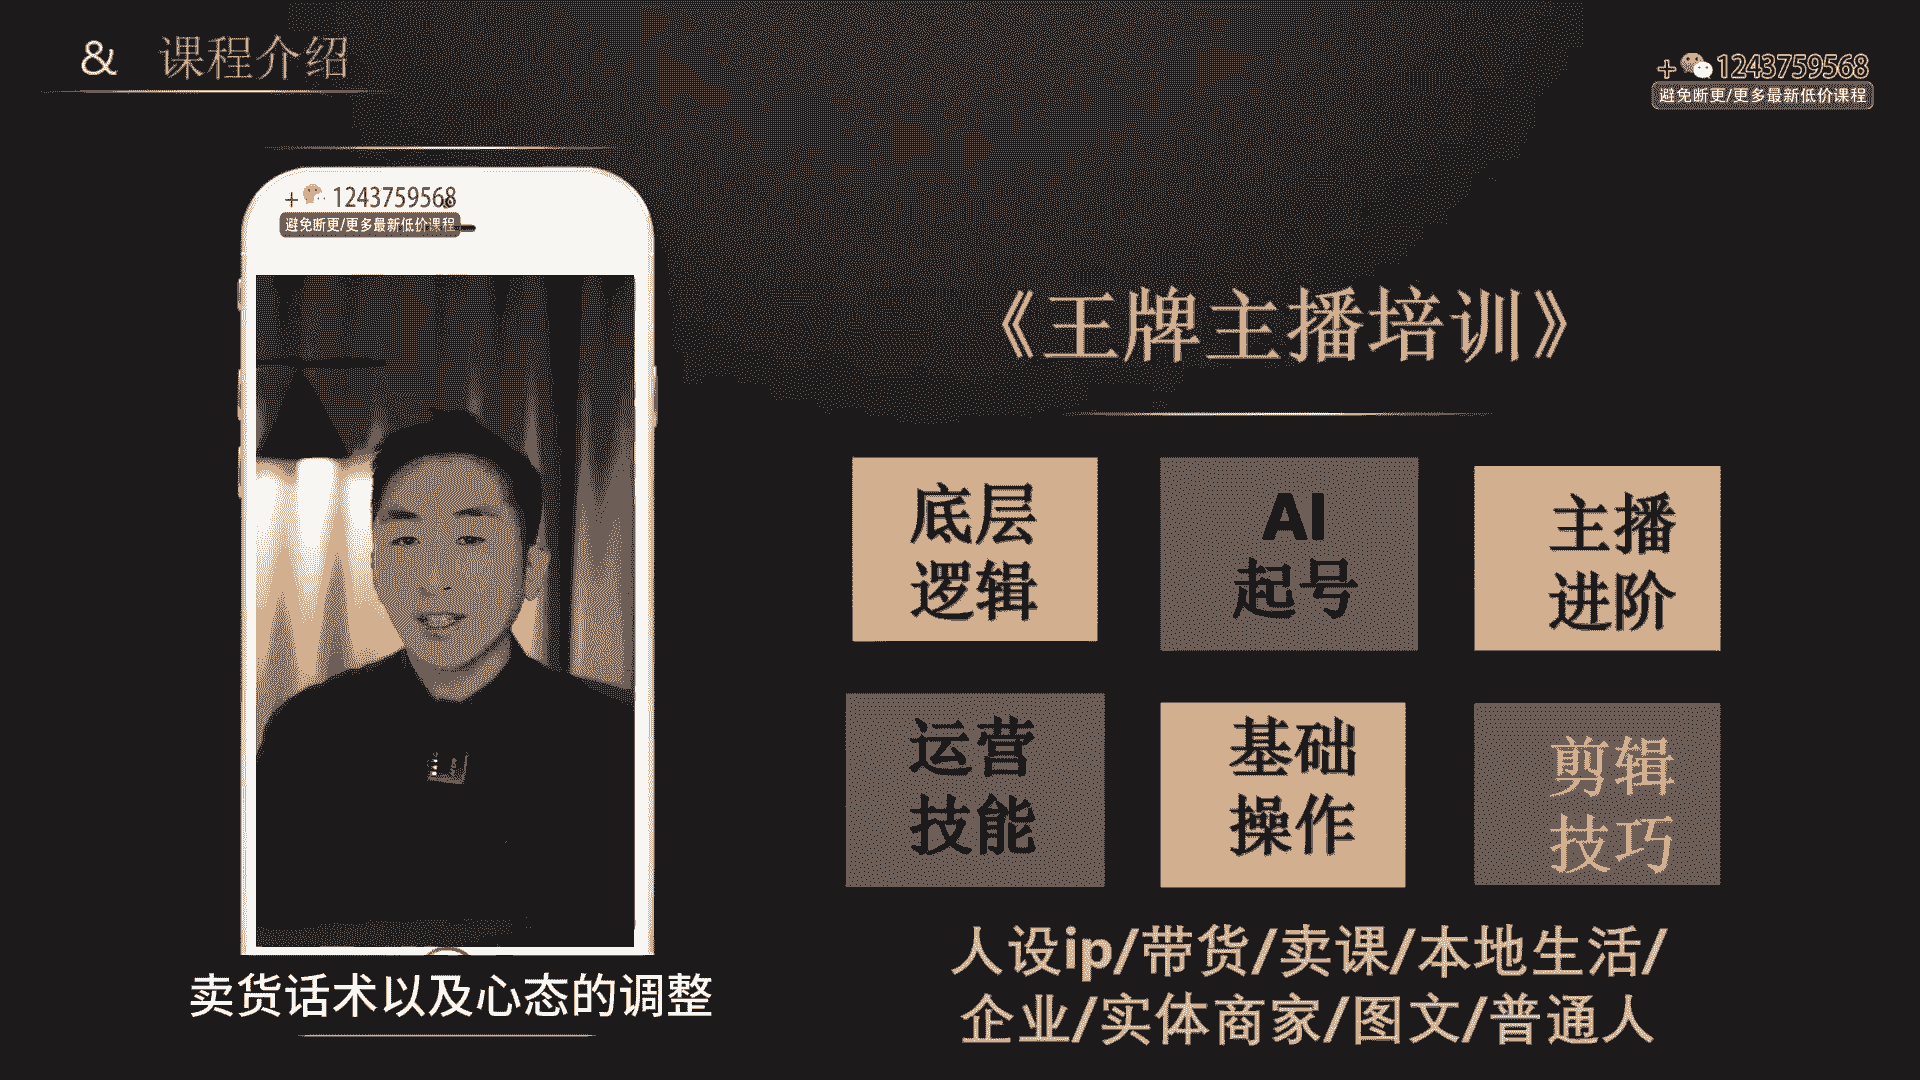 & 课程介绍
+1243759568
避免断更/更多最新低价课程
+1243759568
避免断更/更多最新低价课程
《王牌主播培训》
底层
逻辑
AI
起号
主播
进阶
运营
技能
基础
操作
剪辑
技巧
人设ip/带货/卖课/本地生活/
企业/实体商家/图文/普通人
卖货话术以及心态的调整